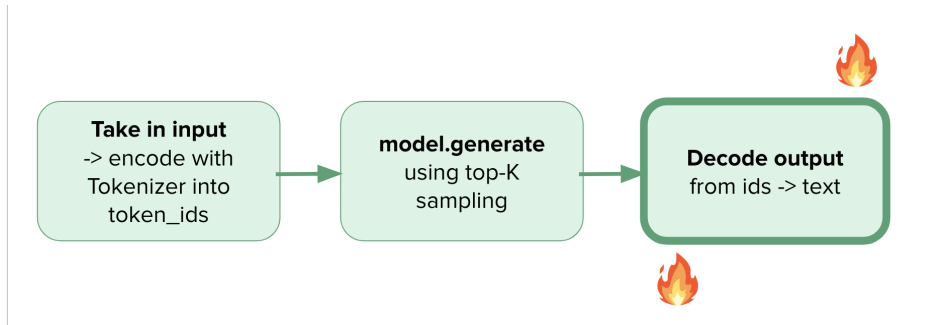 Take in input
-> encode with
Tokenizer into
token_ids
model.generate
using top-K
sampling
Decode output
from ids -> text